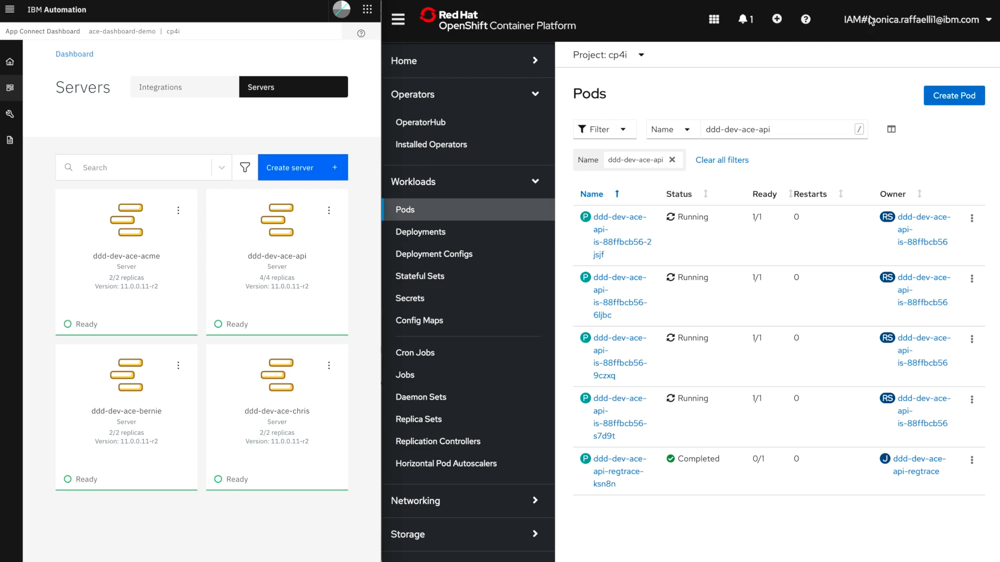 IBM Automation
App Connect Dashboard ace-dashboard-demo | cp4i
Dashboard
Servers
Integrations
Servers
Search
Create server +
ddd-dev-ace-acme
Server
2/2 replicas
Version: 11.0.0.11-r2
Ready
ddd-dev-ace-api
Server
4/4 replicas
Version: 11.0.0.11-r2
Ready
ddd-dev-ace-bernie
Server
2/2 replicas
Version: 11.0.0.11-r2
Ready
ddd-dev-ace-chris
Server
2/2 replicas
Version: 11.0.0.11-r2
Ready
Red Hat
OpenShift Container Platform
1
Home
Operators
OperatorHub
Installed Operators
Workloads
Pods
Deployments
Deployment Configs
Stateful Sets
Secrets
Config Maps
Cron Jobs
Jobs
Daemon Sets
Replica Sets
Replication Controllers
Horizontal Pod Autoscalers
Networking
Storage
Project: cp4i
Pods
Create Pod
Filter
Name
ddd-dev-ace-api
/
Name ddd-dev-ace-api
Clear all filters
Name Status Ready Restarts Owner
P ddd-dev-ace-
api-
is-88ffbcb56-2
jsjf
Running
1/1
0
RS ddd-dev-ace-
api-
is-88ffbcb56
P ddd-dev-ace-
api-
is-88ffbcb56-
6ljbc
Running
1/1
0
RS ddd-dev-ace-
api-
is-88ffbcb56
P ddd-dev-ace-
api-
is-88ffbcb56-
9czxq
Running
1/1
0
RS ddd-dev-ace-
api-
is-88ffbcb56
P ddd-dev-ace-
api-
is-88ffbcb56-
s7d9t
Running
1/1
0
RS ddd-dev-ace-
api-
is-88ffbcb56
P ddd-dev-ace-
api-regtrace-
ksn8n
Completed
0/1
0
J ddd-dev-ace-
api-regtrace